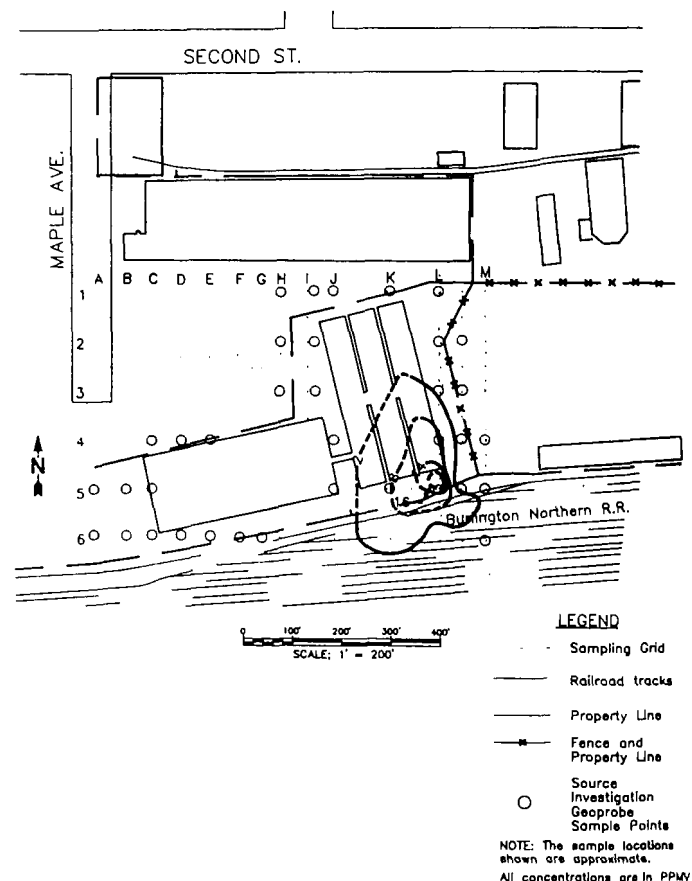 SECOND ST.
MAPLE AVE.
A B C D E F G H I J K L M
1
2
3
4
5
6
N
16
Burlington Northern R.R.
0 100' 200' 300' 400'
SCALE; 1' = 200'
LEGEND
Sampling Grid
Railroad tracks
Property Line
Fence and
Property Line
Source
Investigation
Geoprobe
Sample Points
NOTE: The sample locations
shown are approximate.
All concentrations are in PPMV